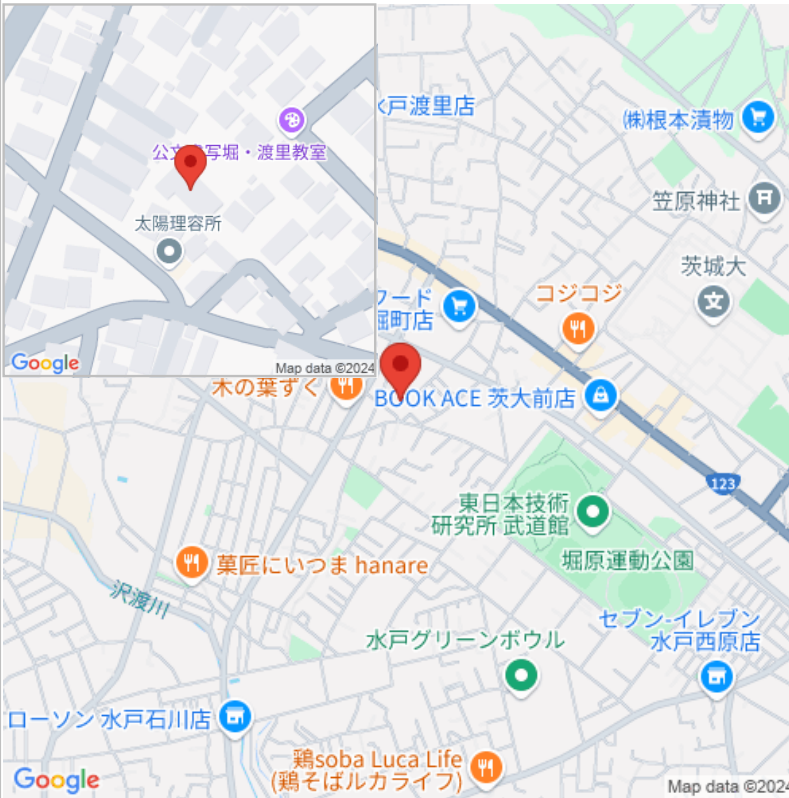 公文書写堀・渡里教室
太陽理容所
Google
Map data ©2024
水戸渡里店
㈱根本漬物
笠原神社
茨城大
コジコジ
フード
堀町店
木の葉ずく
BOOK ACE 茨大前店
123
東日本技術
研究所 武道館
堀原運動公園
菓匠にいつま hanare
沢渡川
セブン-イレブン
水戸西原店
水戸グリーンボウル
ローソン 水戸石川店
鶏soba Luca Life
(鶏そばルカライフ)
Google
Map data ©2024